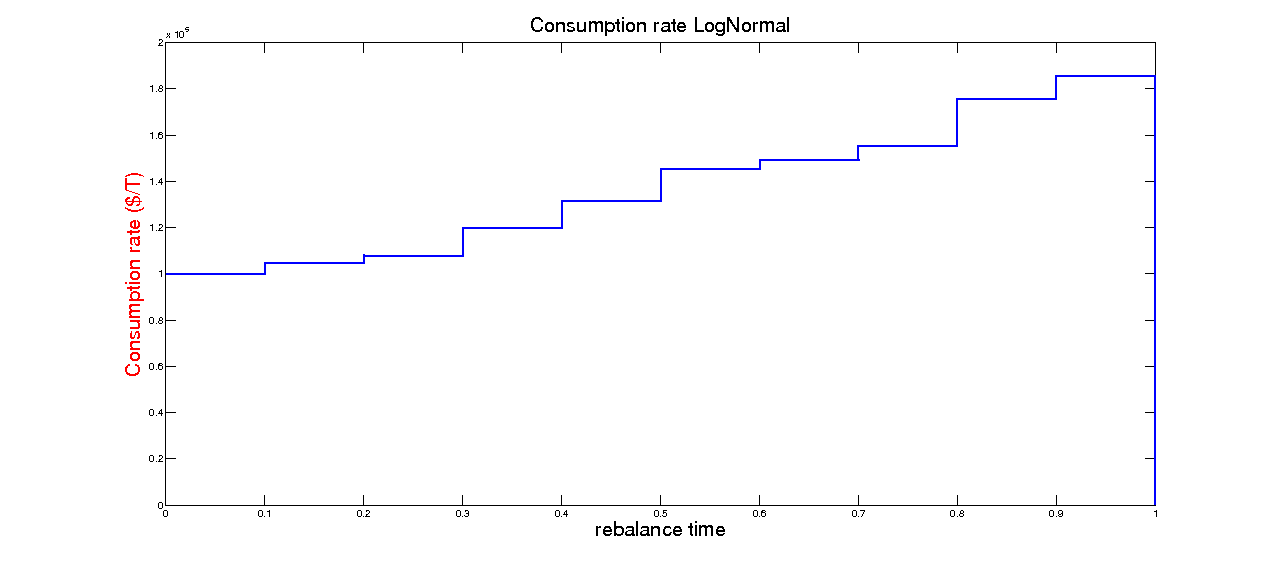 Consumption rate LogNormal
x 10^5
2
1.8
1.6
1.4
1.2
1
0.8
0.6
0.4
0.2
0
Consumption rate ($/T)
0 0.1 0.2 0.3 0.4 0.5 0.6 0.7 0.8 0.9 1
rebalance time